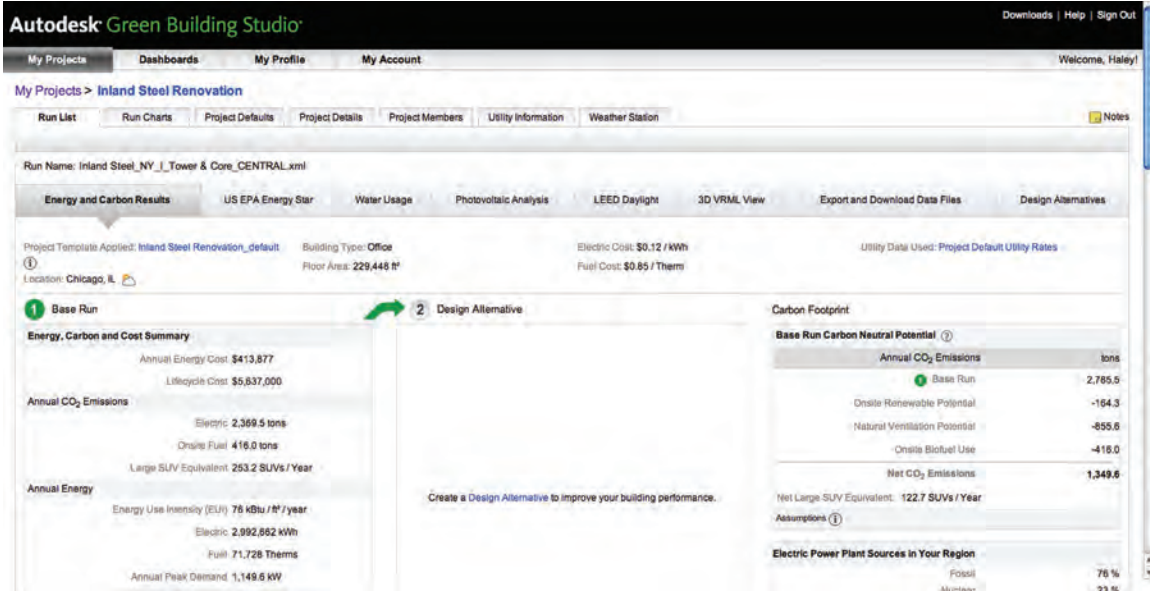 Autodesk Green Building Studio
Downloads | Help | Sign Out
My Projects Dashboards My Profile My Account Welcome, Haley!
My Projects > Inland Steel Renovation
Run List Run Charts Project Defaults Project Details Project Members Utility Information Weather Station Notes
Run Name: Inland Steel_NY_I_Tower & Core_CENTRAL.xml
Energy and Carbon Results US EPA Energy Star Water Usage Photovoltaic Analysis LEED Daylight 3D VRML View Export and Download Data Files Design Alternatives
Project Template Applied: Inland Steel Renovation_default Building Type: Office Electric Cost: $0.12 / kWh Utility Data Used: Project Default Utility Rates
Floor Area: 229,448 ft² Fuel Cost: $0.85 / Therm
Location: Chicago, IL
1 Base Run
Energy, Carbon and Cost Summary
Annual Energy Cost $413,877
Lifecycle Cost $5,637,000
Annual CO2 Emissions
Electric 2,369.5 tons
Onsite Fuel 416.0 tons
Large SUV Equivalent 253.2 SUVs / Year
Annual Energy
Energy Use Intensity (EUI) 76 kBtu / ft² / year
Electric 2,992,662 kWh
Fuel 71,728 Therms
Annual Peak Demand 1,149.6 kW
2 Design Alternative
Create a Design Alternative to improve your building performance.
Carbon Footprint
Base Run Carbon Neutral Potential ?
Annual CO2 Emissions tons
1 Base Run 2,785.5
Onsite Renewable Potential -164.3
Natural Ventilation Potential -855.6
Onsite Biofuel Use -416.0
Net CO2 Emissions 1,349.6
Net Large SUV Equivalent: 122.7 SUVs / Year
Assumptions i
Electric Power Plant Sources in Your Region
Fossil 76 %
Nuclear 23 %